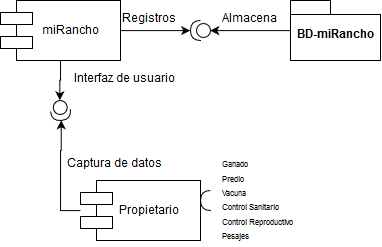 Registros
Almacena
miRancho
BD-miRancho
Interfaz de usuario
Captura de datos
Propietario
Ganado
Predio
Vacuna
Control Sanitario
Control Reproductivo
Pesajes